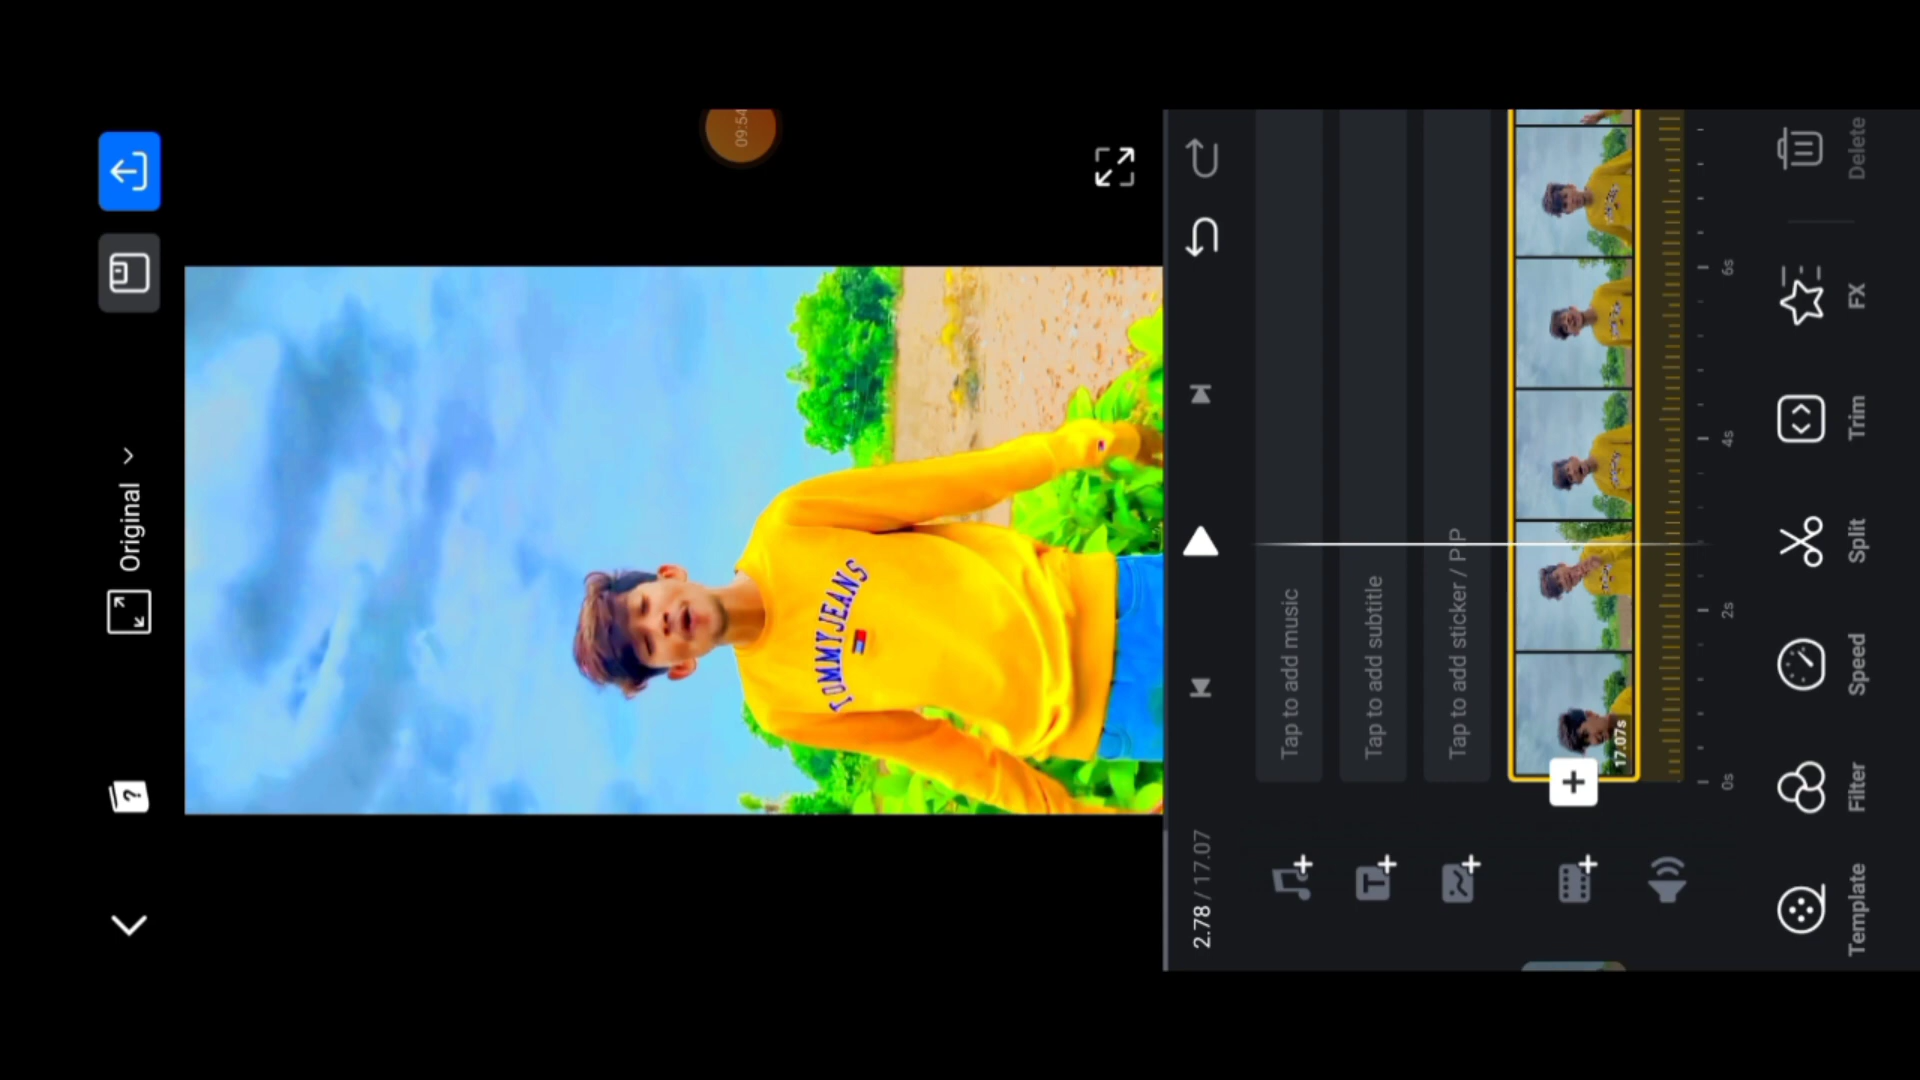 09:54
Original
TOMMY JEANS
2.78 / 17.07
Tap to add music
Tap to add subtitle
Tap to add sticker / PIP
17.07s
0s
2s
4s
6s
Template
Filter
Speed
Split
Trim
FX
Delete